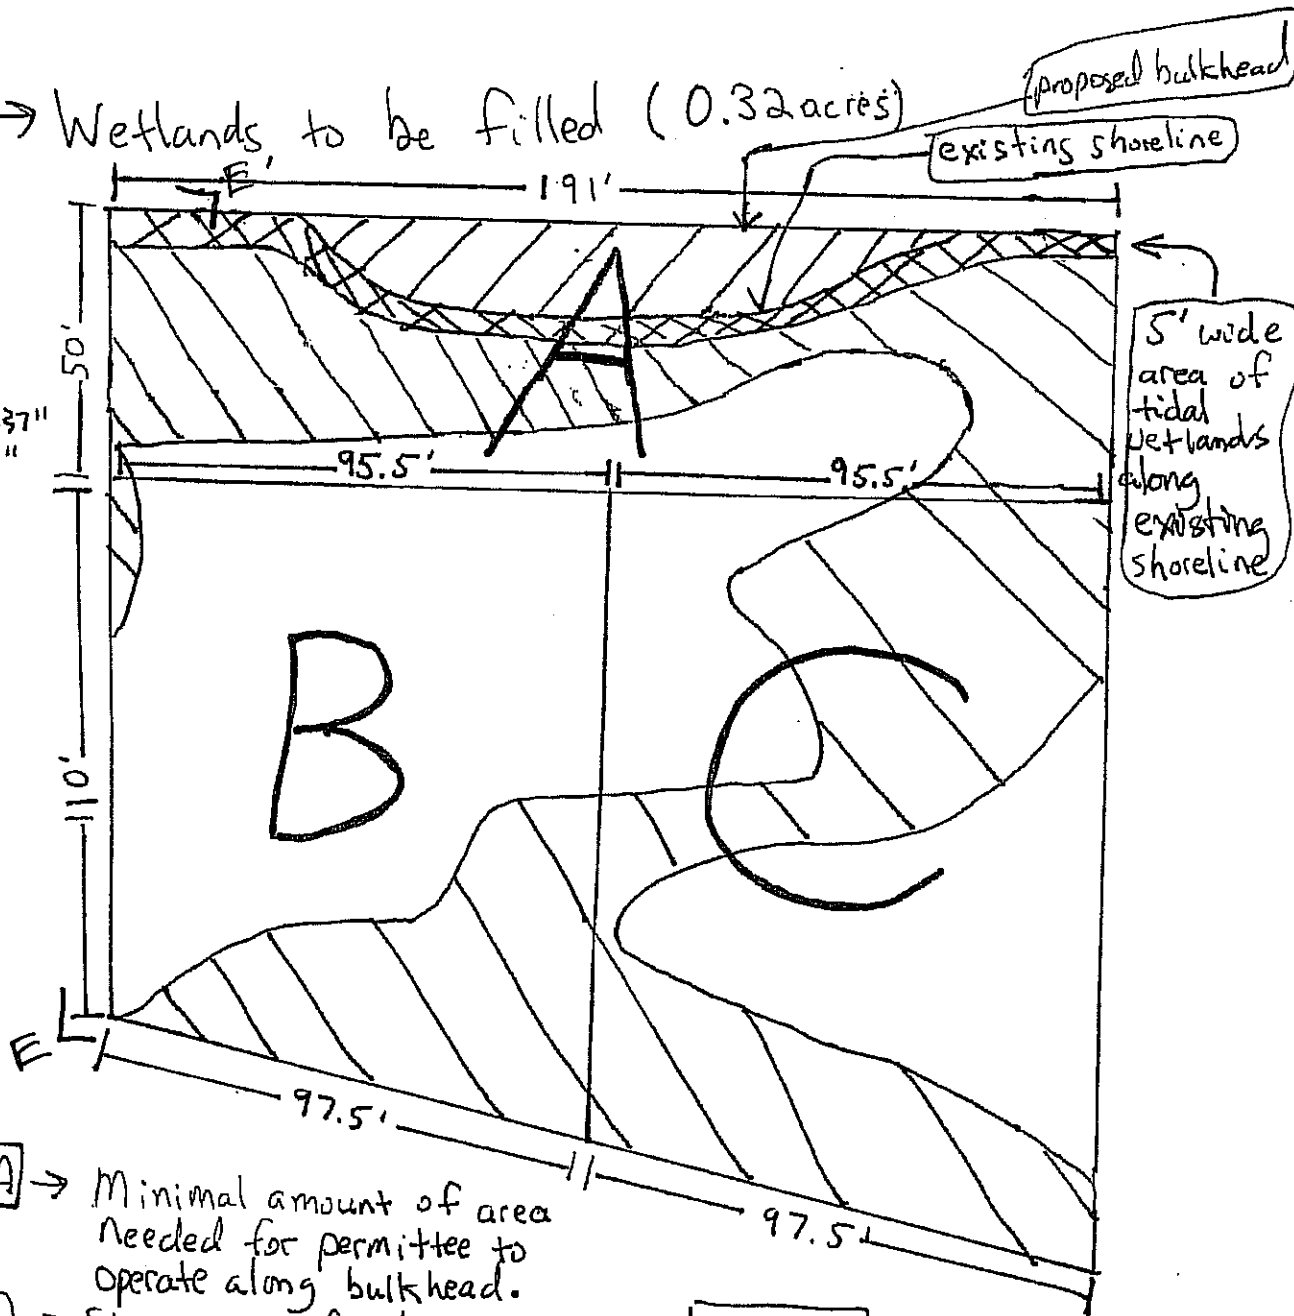 → Wetlands to be filled (0.32 acres)
proposed bulkhead
existing shoreline
E'
191'
50'
5' wide
area of
tidal
wetlands
along
existing
shoreline
37"
"
A
95.5'
95.5'
B
C
110'
E
97.5'
97.5'
A → Minimal amount of area
needed for permittee to
operate along bulkhead.